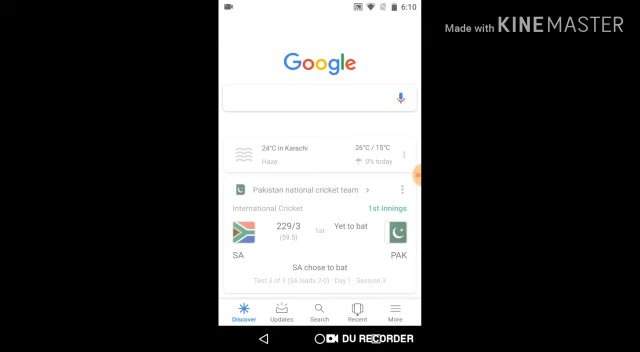 6:10
Made with KINEMASTER
Google
24°C in Karachi
26°C / 15°C
Haze
0% today
Pakistan national cricket team
International Cricket
1st Innings
229/3
1st
Yet to bat
(59.5)
SA
PAK
SA chose to bat
Test 3 of 3 (SA leads 2-0) · Day 1 · Session 3
Discover
Updates
Search
Recent
More
DU RECORDER